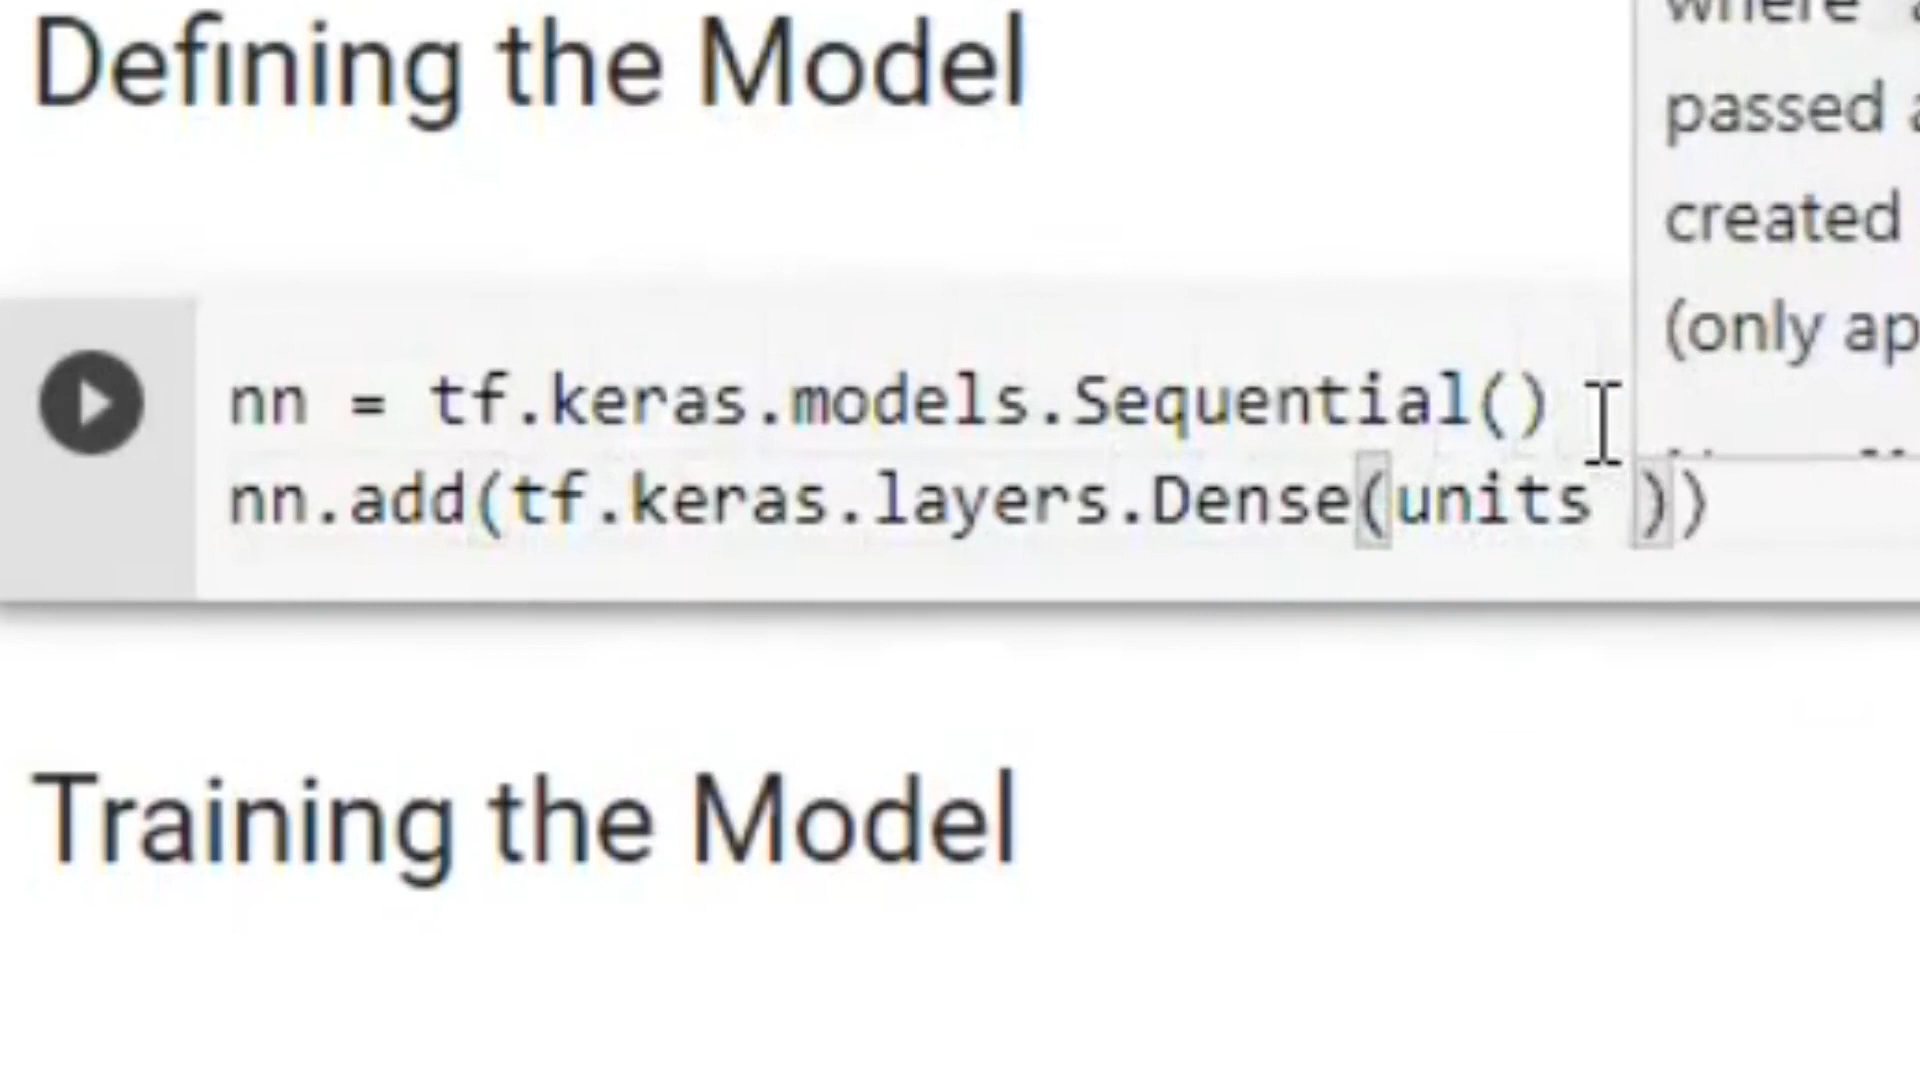 Defining the Model
where
passed
created
(only
nn = tf.keras.models.Sequential()
nn.add(tf.keras.layers.Dense(units ))
Training the Model